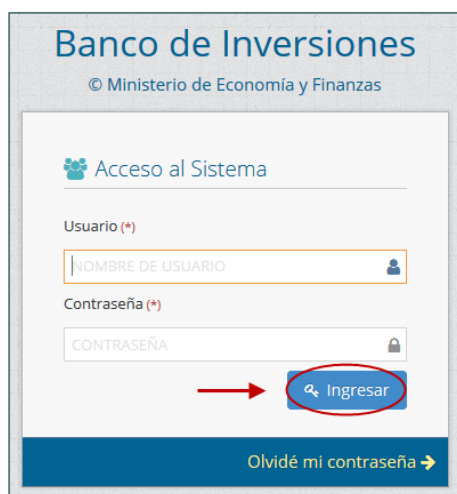 Banco de Inversiones
© Ministerio de Economía y Finanzas
Acceso al Sistema
Usuario (*)
NOMBRE DE USUARIO
Contraseña (*)
CONTRASEÑA
Ingresar
Olvidé mi contraseña